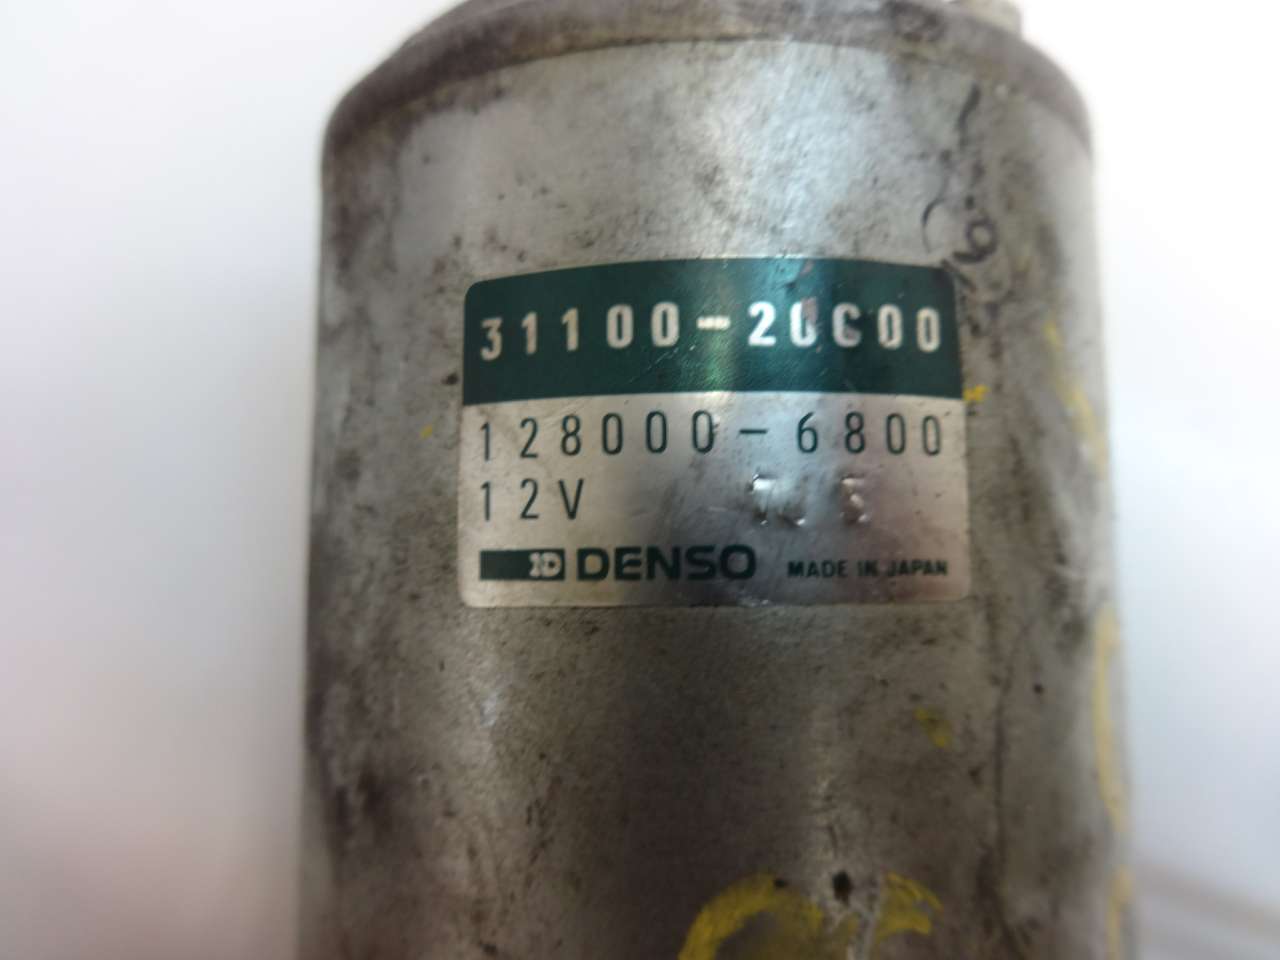 31100-20C00
128000-6800
12V
DENSO MADE IN JAPAN